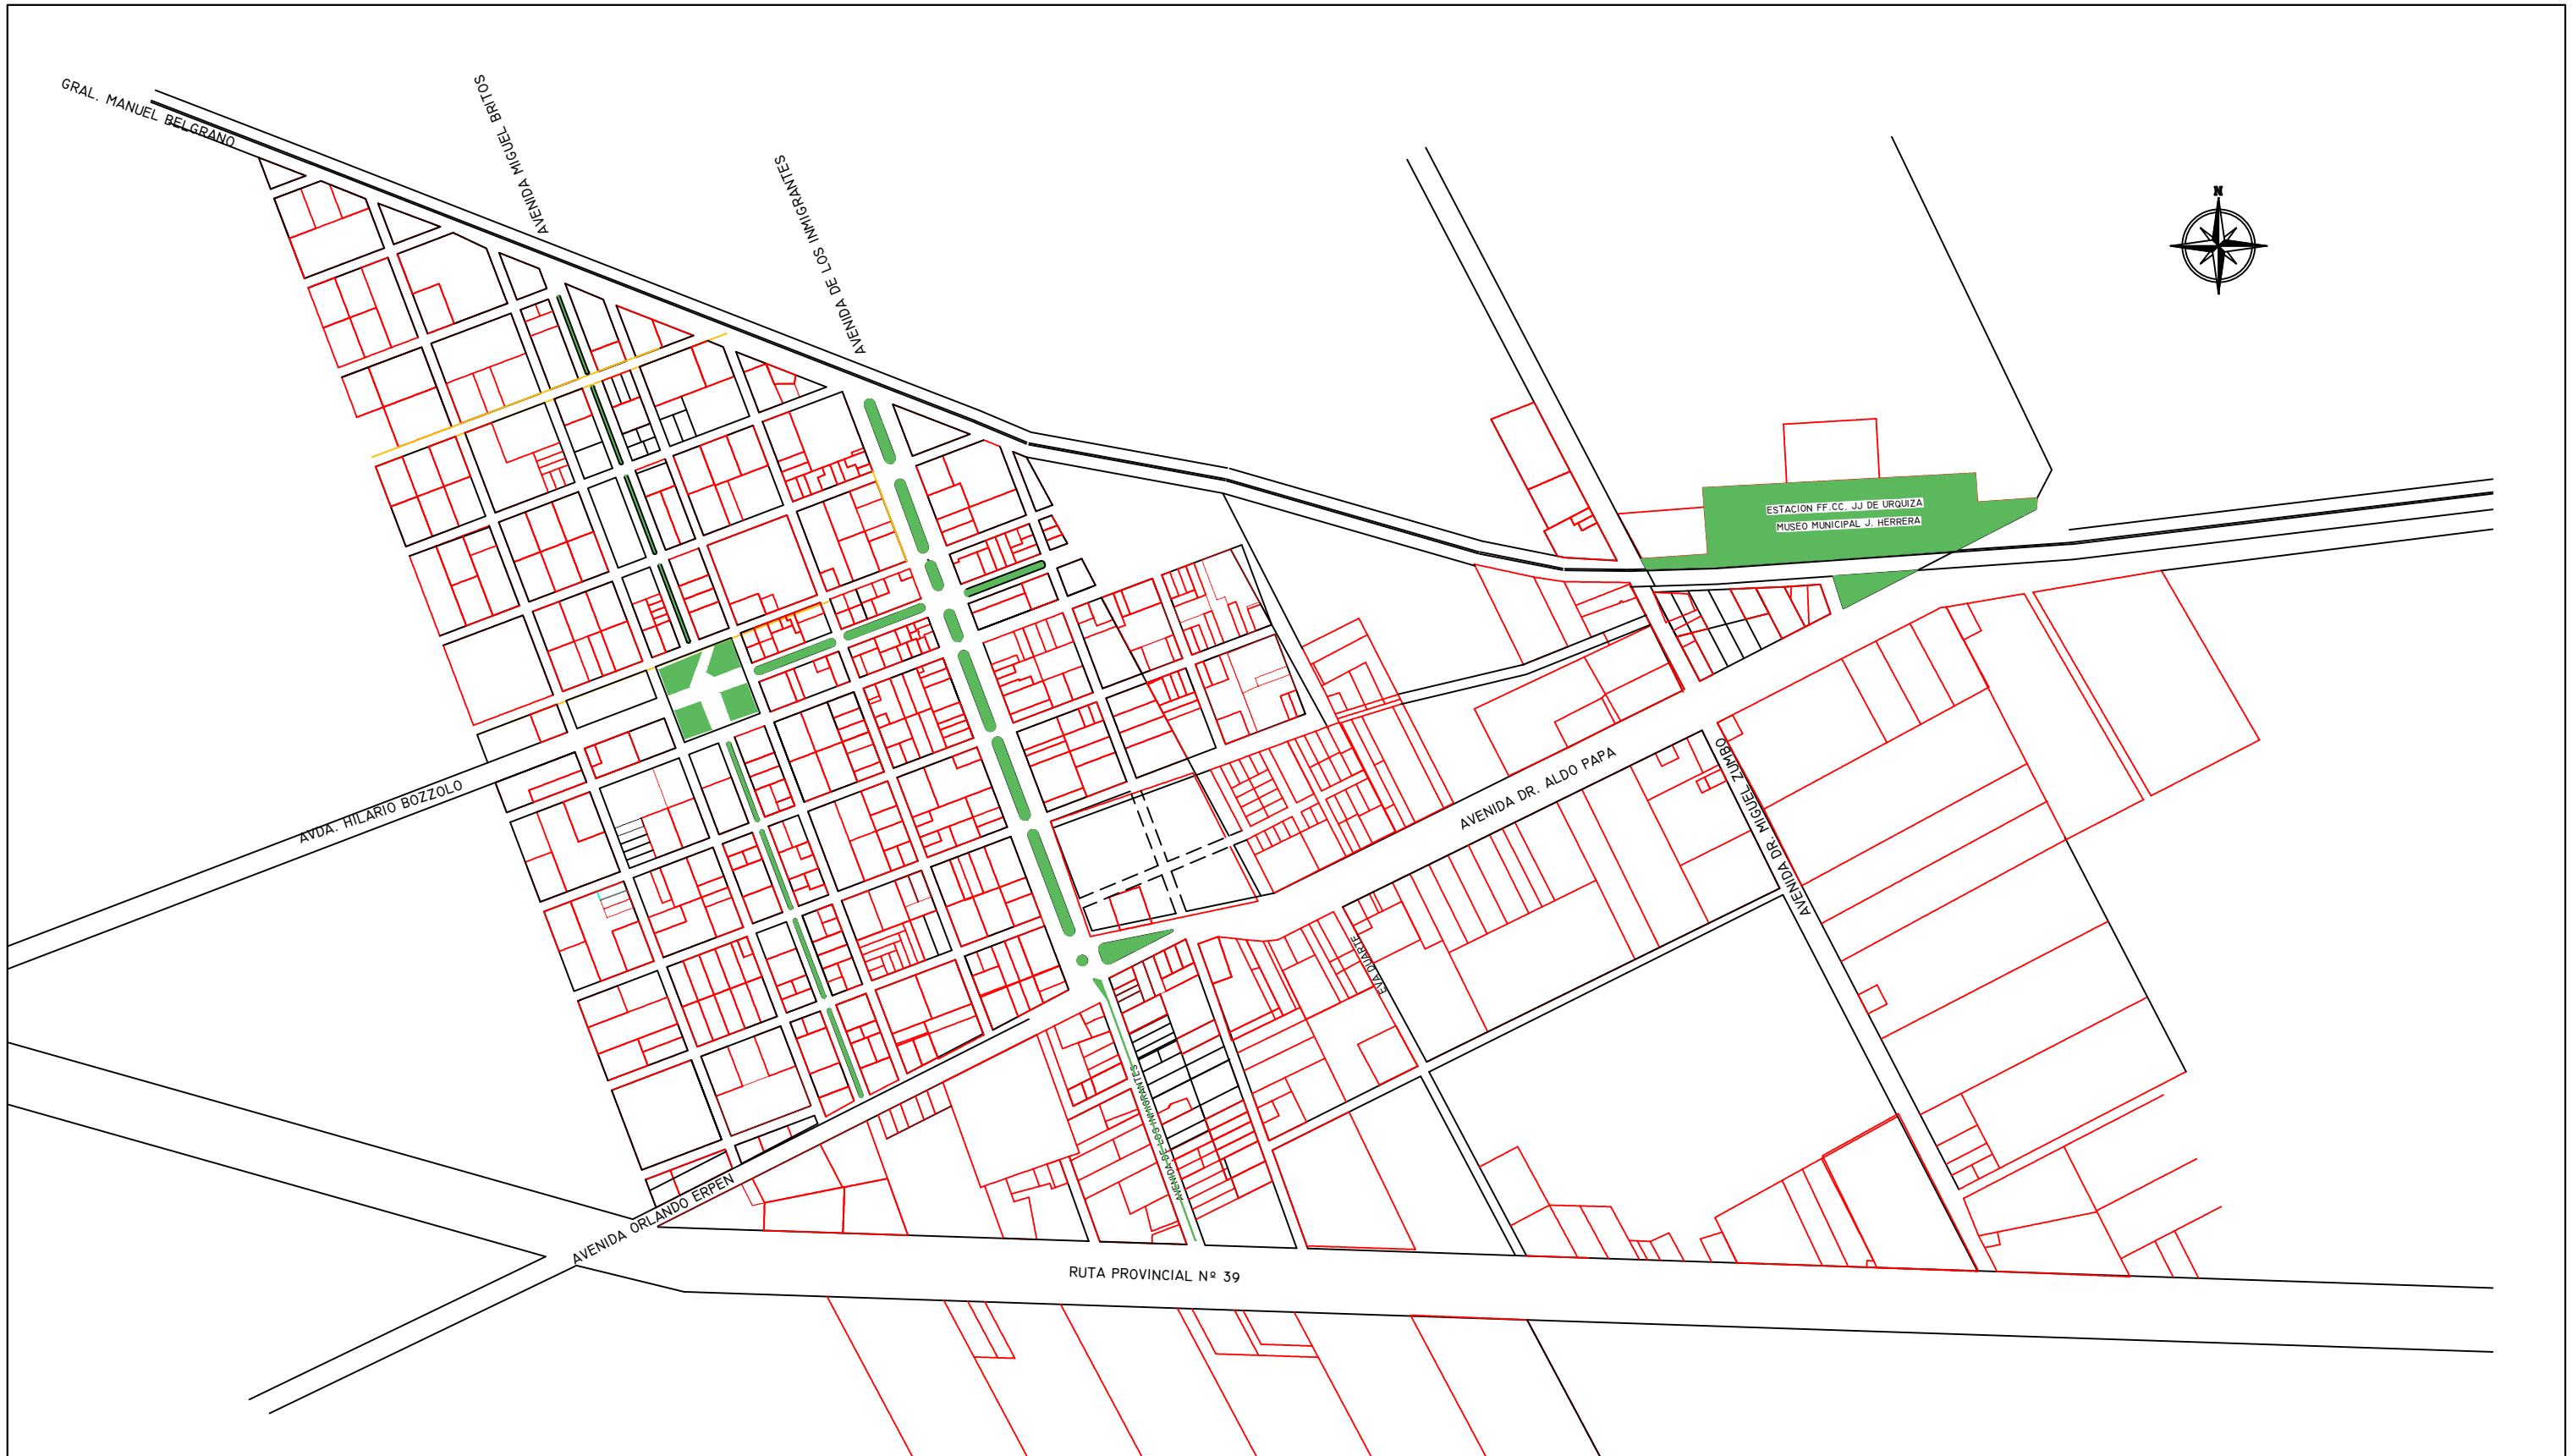 GRAL. MANUEL BELGRANO
AVENIDA MIGUEL BRITOS
AVENIDA DE LOS INMIGRANTES
N
ESTACION FF.CC. JJ DE URQUIZA
MUSEO MUNICIPAL J. HERRERA
AVDA. HILARIO BOZZOLO
AVENIDA DR. ALDO PAPA
AVENIDA DR. MIGUEL ZUMBO
EVA DUARTE
AVENIDA DE LOS INMIGRANTES
AVENIDA ORLANDO ERPEN
RUTA PROVINCIAL Nº 39